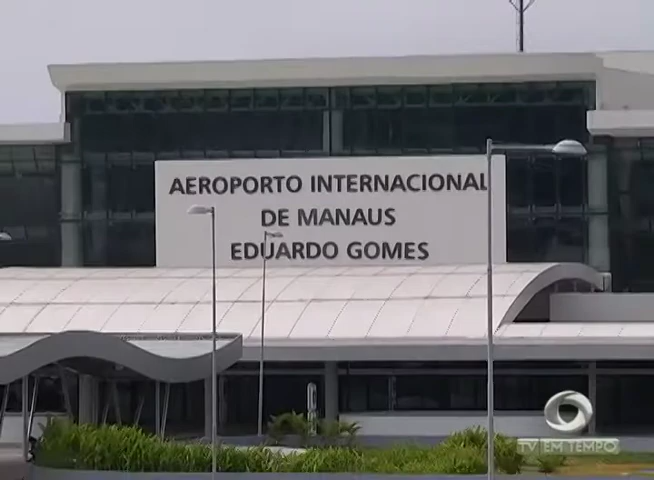 AEROPORTO INTERNACIONAL
DE MANAUS
EDUARDO GOMES
TV EM TEMPO